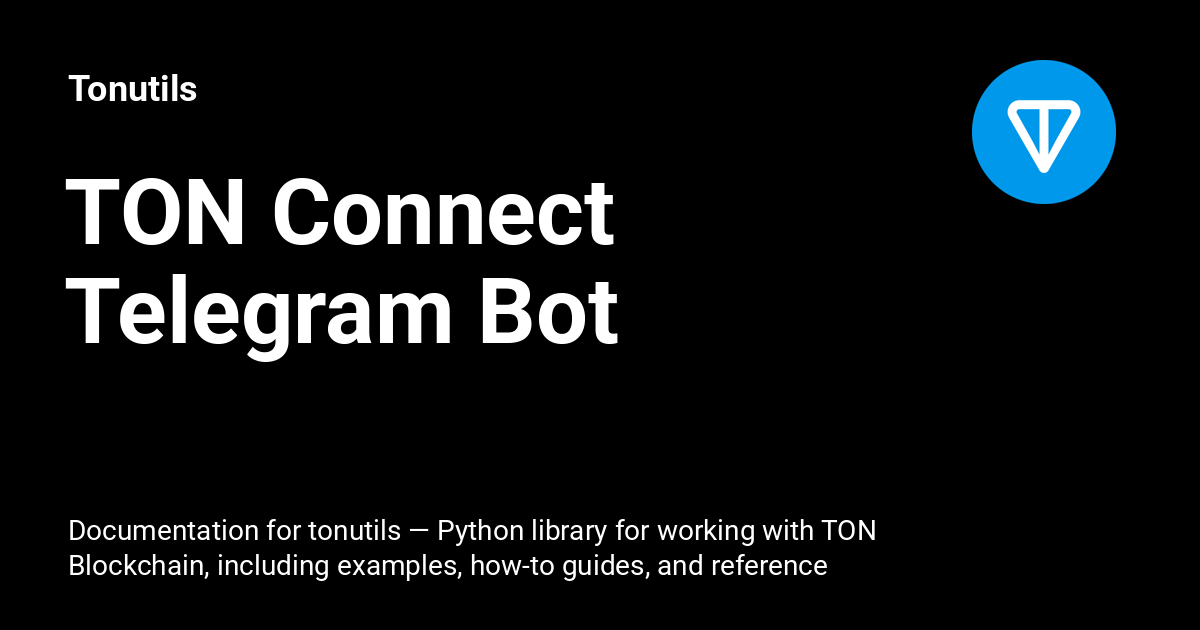 Tonutils
TON Connect
Telegram Bot
Documentation for tonutils — Python library for working with TON
Blockchain, including examples, how-to guides, and reference